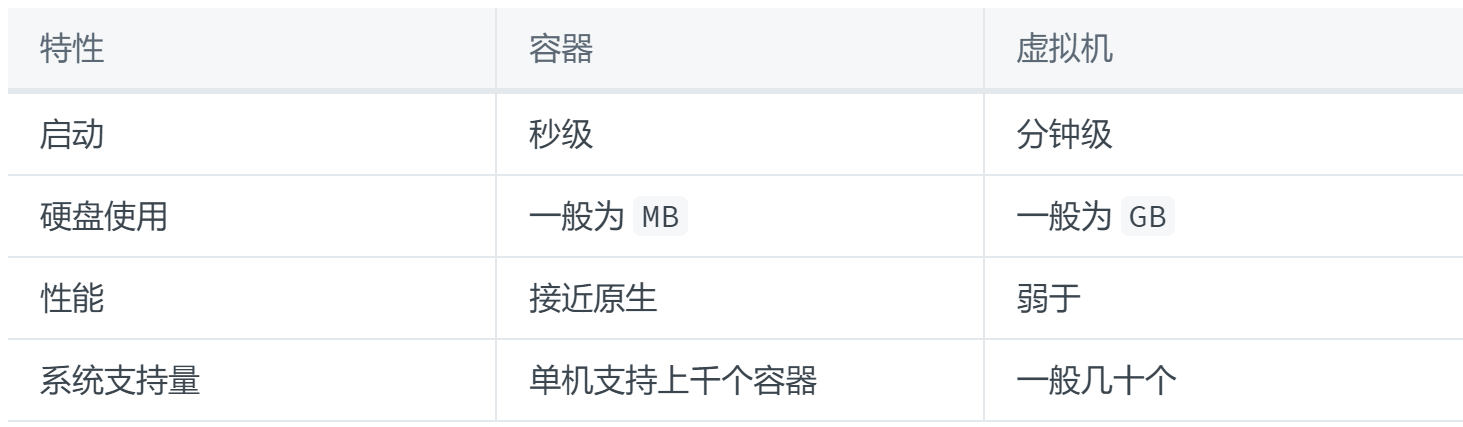 特性 容器 虚拟机
启动 秒级 分钟级
硬盘使用 一般为 MB 一般为 GB
性能 接近原生 弱于
系统支持量 单机支持上千个容器 一般几十个